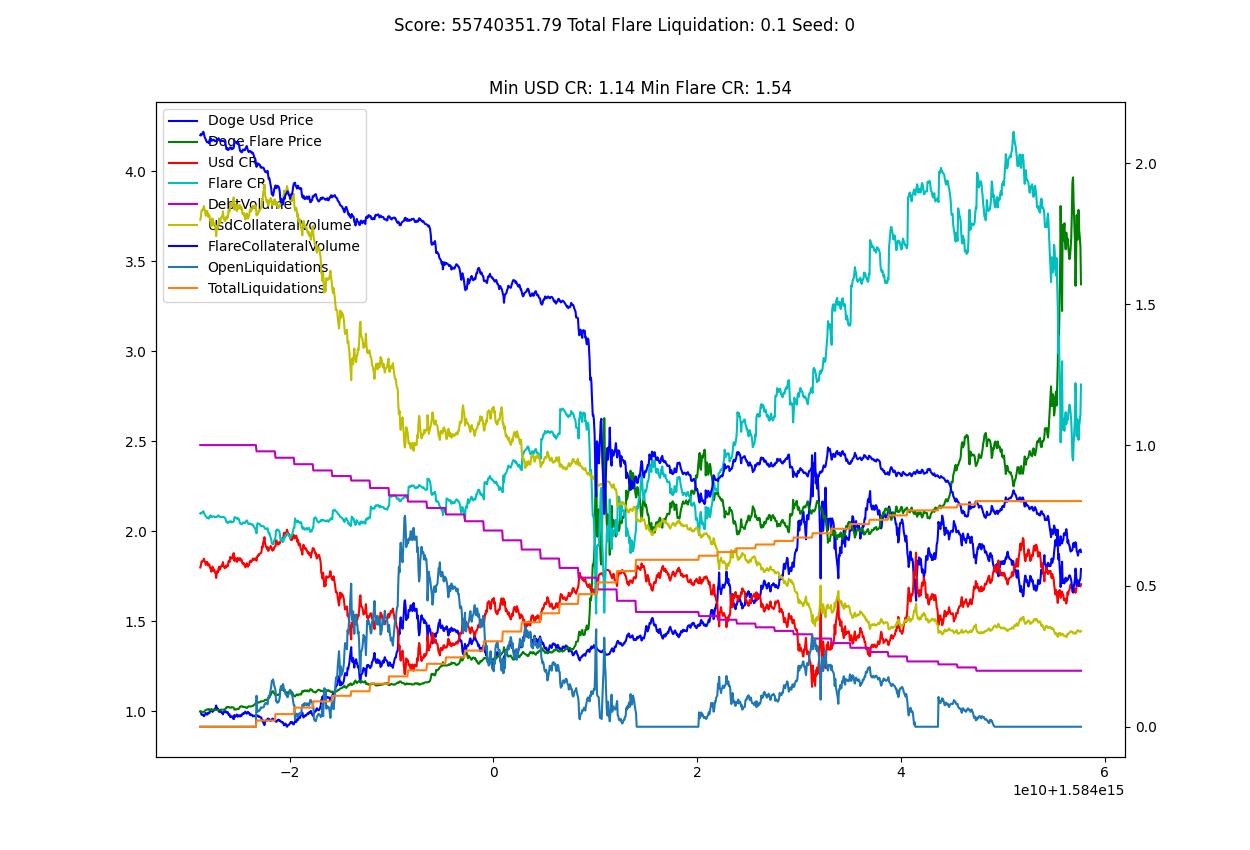 Score: 55740351.79 Total Flare Liquidation: 0.1 Seed: 0
Min USD CR: 1.14 Min Flare CR: 1.54
Doge Usd Price
Doge Flare Price
Usd CR
Flare CR
DebtVolume
UsdCollateralVolume
FlareCollateralVolume
OpenLiquidations
TotalLiquidations
4.0
3.5
3.0
2.5
2.0
1.5
1.0
2.0
1.5
1.0
0.5
0.0
−2
0
2
4
6
1e10+1.584e15